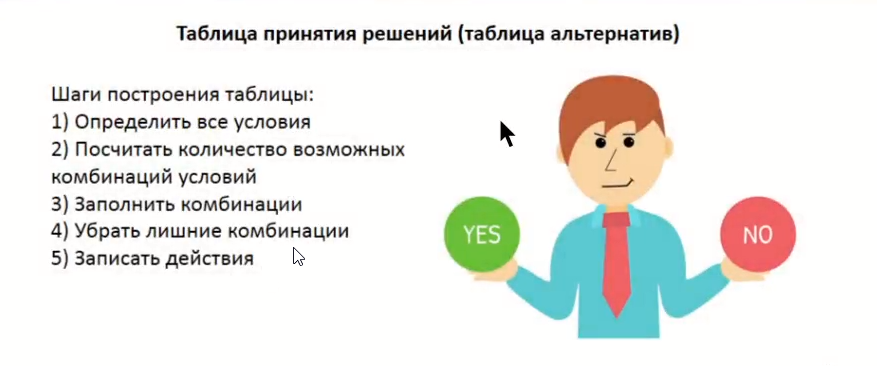 Таблица принятия решений (таблица альтернатив)
Шаги построения таблицы:
1) Определить все условия
2) Посчитать количество возможных
комбинаций условий
3) Заполнить комбинации
4) Убрать лишние комбинации
5) Записать действия
YES
NO